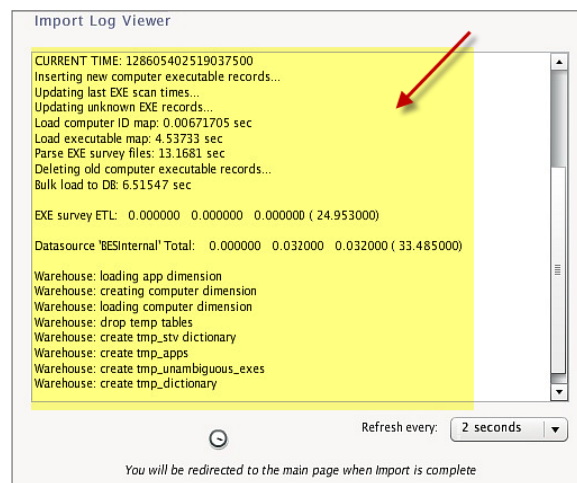 Import Log Viewer
CURRENT TIME: 128605402519037500
Inserting new computer executable records...
Updating last EXE scan times...
Updating unknown EXE records...
Load computer ID map: 0.00671705 sec
Load executable map: 4.53733 sec
Parse EXE survey files: 13.1681 sec
Deleting old computer executable records...
Bulk load to DB: 6.51547 sec
EXE survey ETL: 0.000000 0.000000 0.000000 ( 24.953000)
Datasource 'BESInternal' Total: 0.000000 0.032000 0.032000 ( 33.485000)
Warehouse: loading app dimension
Warehouse: creating computer dimension
Warehouse: loading computer dimension
Warehouse: drop temp tables
Warehouse: create tmp_stv dictionary
Warehouse: create tmp_apps
Warehouse: create tmp_unambiguous_exes
Warehouse: create tmp_dictionary
Refresh every: 2 seconds
You will be redirected to the main page when Import is complete